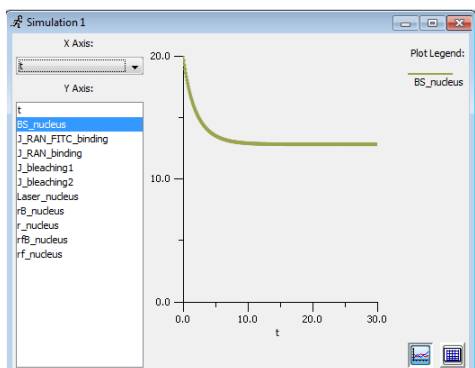 Simulation 1
X Axis:
t
Y Axis:
t
BS_nucleus
J_RAN_FITC_binding
J_RAN_binding
J_bleaching1
J_bleaching2
Laser_nucleus
rB_nucleus
r_nucleus
rfB_nucleus
rf_nucleus
20.0
10.0
0.0
0.0 10.0 20.0 30.0
t
Plot Legend:
BS_nucleus